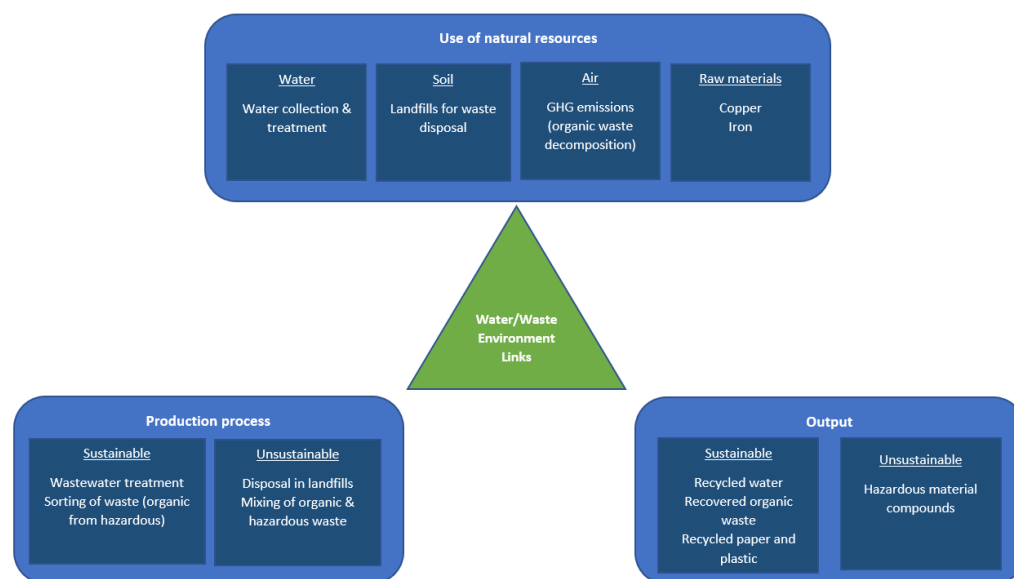 Use of natural resources
Water
Water collection &
treatment
Soil
Landfills for waste
disposal
Air
GHG emissions
(organic waste
decomposition)
Raw materials
Copper
Iron
Water/Waste
Environment
Links
Production process
Sustainable
Wastewater treatment
Sorting of waste (organic
from hazardous)
Unsustainable
Disposal in landfills
Mixing of organic &
hazardous waste
Output
Sustainable
Recycled water
Recovered organic
waste
Recycled paper and
plastic
Unsustainable
Hazardous material
compounds